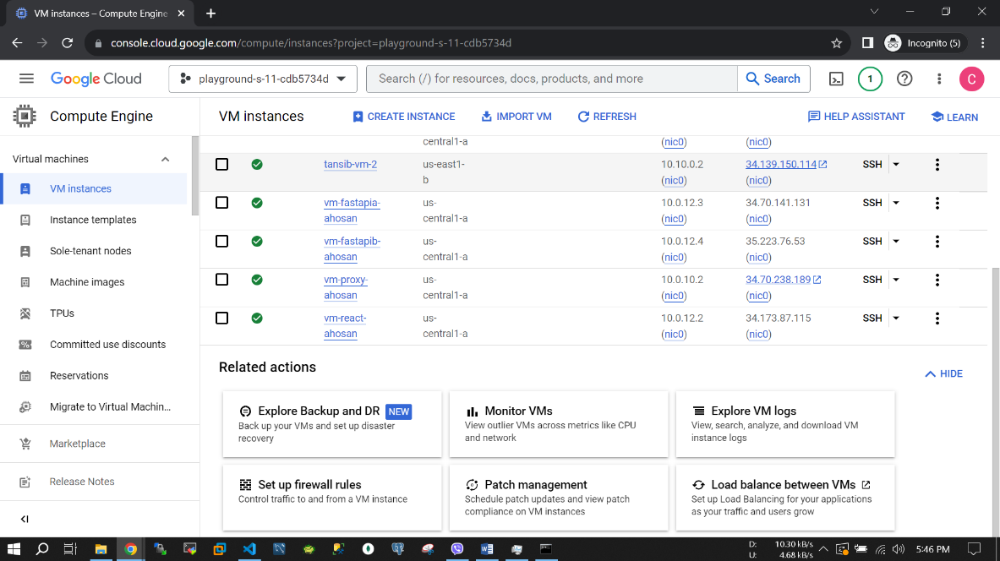 VM instances – Compute Engine
console.cloud.google.com/compute/instances?project=playground-s-11-cdb5734d
Incognito (5)
Google Cloud
playground-s-11-cdb5734d
Search (/) for resources, docs, products, and more
Search
1
C
Compute Engine
VM instances
CREATE INSTANCE
IMPORT VM
REFRESH
HELP ASSISTANT
LEARN
Virtual machines
VM instances
Instance templates
Sole-tenant nodes
Machine images
TPUs
Committed use discounts
Reservations
Migrate to Virtual Machin...
Marketplace
Release Notes
central1-a (nic0) (nic0)
tansib-vm-2 us-east1- 10.10.0.2 34.139.150.114 SSH
b (nic0) (nic0)
vm-fastapia- us- 10.0.12.3 34.70.141.131 SSH
ahosan central1-a (nic0) (nic0)
vm-fastapib- us- 10.0.12.4 35.223.76.53 SSH
ahosan central1-a (nic0) (nic0)
vm-proxy- us- 10.0.10.2 34.70.238.189 SSH
ahosan central1-a (nic0) (nic0)
vm-react- us- 10.0.12.2 34.173.87.115 SSH
ahosan central1-a (nic0) (nic0)
Related actions
HIDE
Explore Backup and DR NEW
Back up your VMs and set up disaster
recovery
Monitor VMs
View outlier VMs across metrics like CPU
and network
Explore VM logs
View, search, analyze, and download VM
instance logs
Set up firewall rules
Control traffic to and from a VM instance
Patch management
Schedule patch updates and view patch
compliance on VM instances
Load balance between VMs
Set up Load Balancing for your applications
as your traffic and users grow
D: 10.30 kB/s
U: 4.68 kB/s
5:46 PM